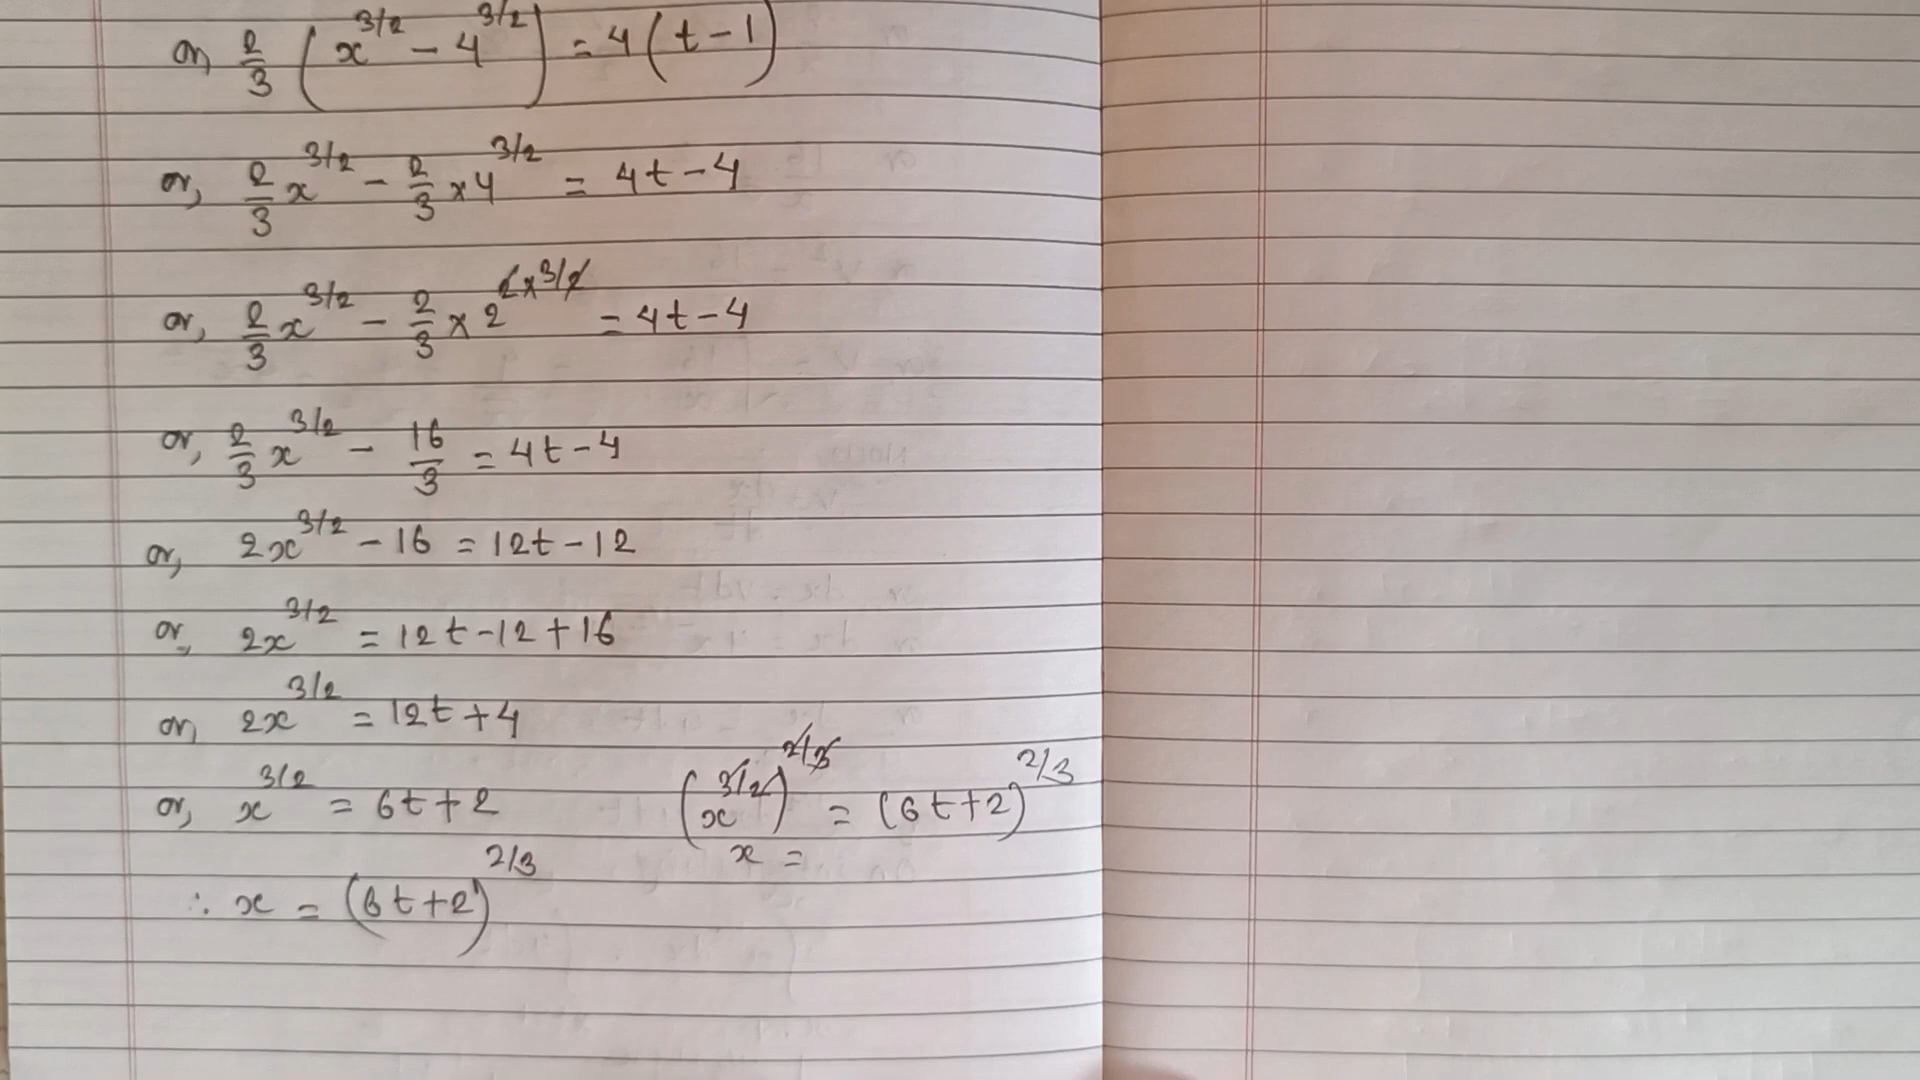 or, 2/3 (x^3/2 - 4^3/2) = 4(t-1)
or, 2/3 x^3/2 - 2/3 × 4^3/2 = 4t-4
or, 2/3 x^3/2 - 2/3 × 2^2×3/2 = 4t-4
or, 2/3 x^3/2 - 16/3 = 4t-4
or, 2x^3/2 - 16 = 12t-12
or, 2x^3/2 = 12t-12+16
or, 2x^3/2 = 12t+4
or, x^3/2 = 6t+2
∴ x = (6t+2)^2/3
(x^3/2)^2/3 = (6t+2)^2/3
x =